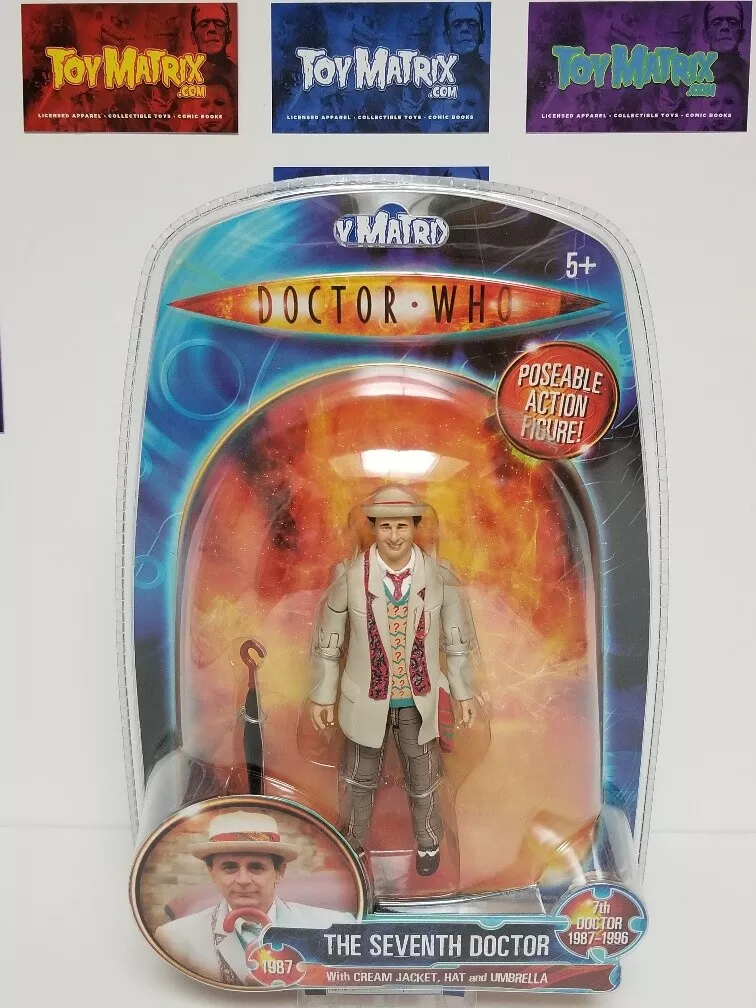 TOYMATRIX
.COM
LICENSED APPAREL • COLLECTIBLE TOYS • COMIC BOOKS
TOYMATRIX
.COM
LICENSED APPAREL • COLLECTIBLE TOYS • COMIC BOOKS
TOYMATRIX
.COM
LICENSED APPAREL • COLLECTIBLE TOYS • COMIC BOOKS
Y MATRIX
5+
DOCTOR • WHO
POSEABLE
ACTION
FIGURE!
7th
DOCTOR
1987-1996
THE SEVENTH DOCTOR
1987
With CREAM JACKET, HAT and UMBRELLA